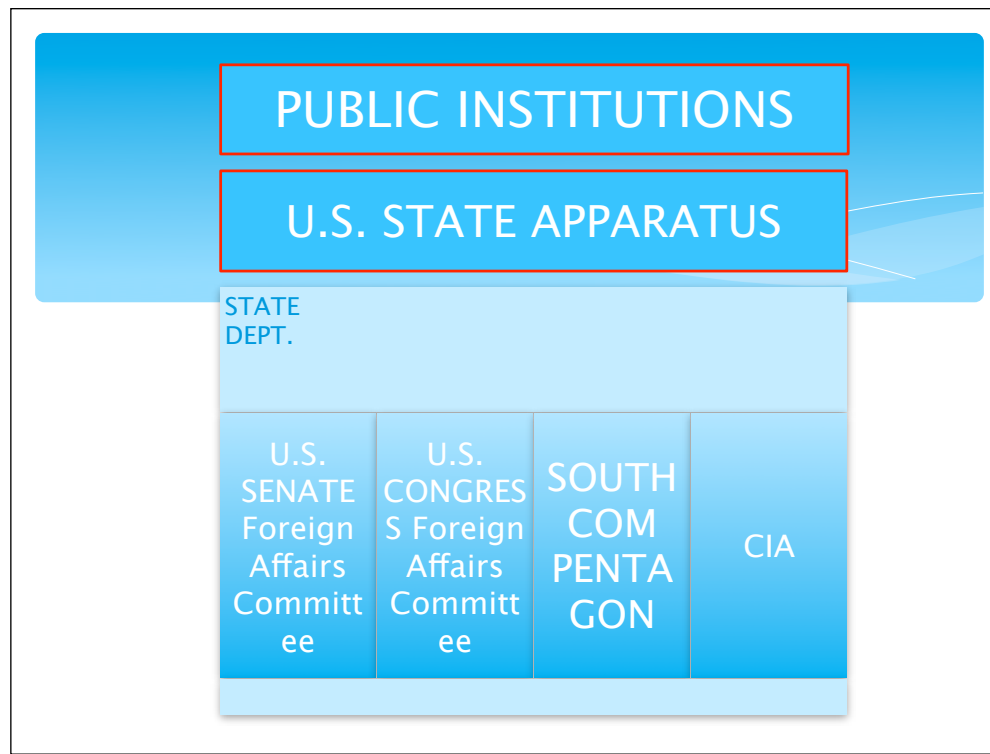 PUBLIC INSTITUTIONS
U.S. STATE APPARATUS
STATE
DEPT.
U.S.
SENATE
Foreign
Affairs
Committ
ee
U.S.
CONGRES
S Foreign
Affairs
Committ
ee
SOUTH
COM
PENTA
GON
CIA